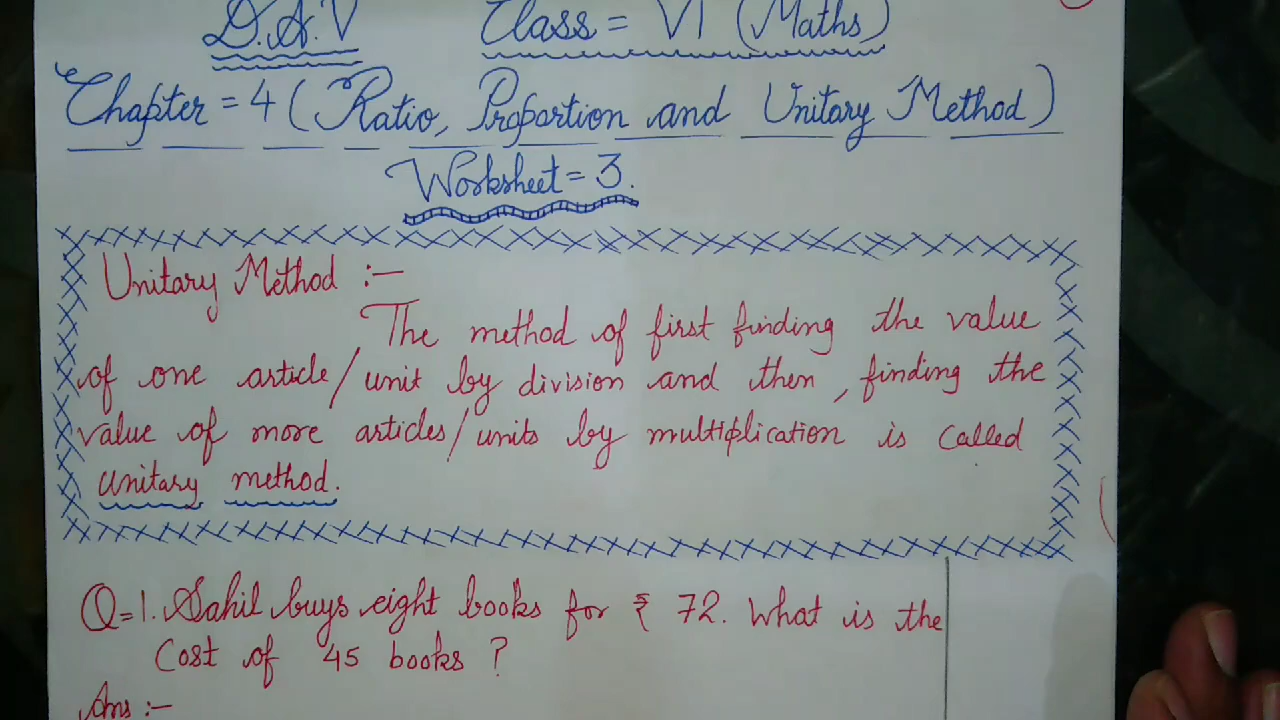 D.A.V Class = VI (Maths)
Chapter = 4 (Ratio, Proportion and Unitary Method)
Worksheet = 3.
Unitary Method :-
The method of first finding the value
of one article/unit by division and then, finding the
value of more articles/units by multiplication is called
unitary method.
Q=1. Sahil buys eight books for ₹ 72. What is the
Cost of 45 books ?
Ans :-